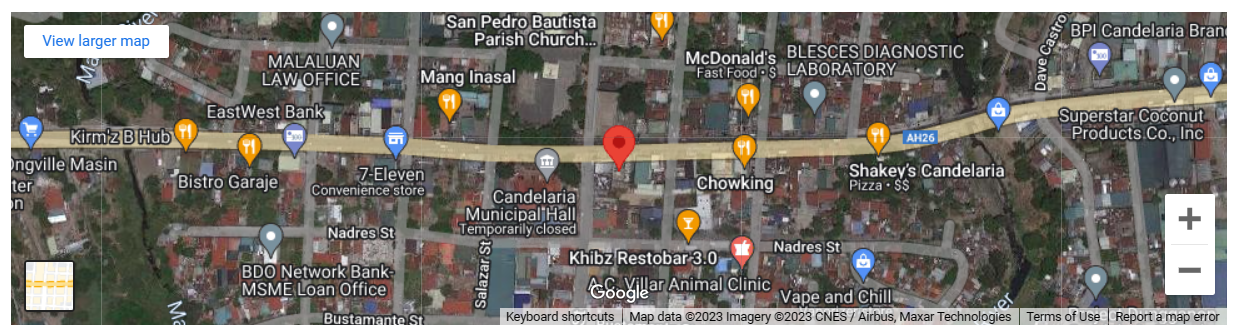 View larger map
San Pedro Bautista
Parish Church...
MALALUAN
LAW OFFICE
Mang Inasal
McDonald's
Fast Food · $
BLESCES DIAGNOSTIC
LABORATORY
Dave Castro
BPI Candelaria Bran
EastWest Bank
Kirm'z B Hub
AH26
Superstar Coconut
Products Co., Inc
ongville Masin
ter
on
Bistro Garaje
7-Eleven
Convenience store
Candelaria
Municipal Hall
Temporarily closed
Chowking
Shakey's Candelaria
Pizza · $$
Nadres St
Salazar St
Khibz Restobar 3.0
Nadres St
BDO Network Bank-
MSME Loan Office
A.C. Villar Animal Clinic
Google
Vape and Chill
Bustamante St
Keyboard shortcuts
Map data ©2023 Imagery ©2023 CNES / Airbus, Maxar Technologies
Terms of Use
Report a map error